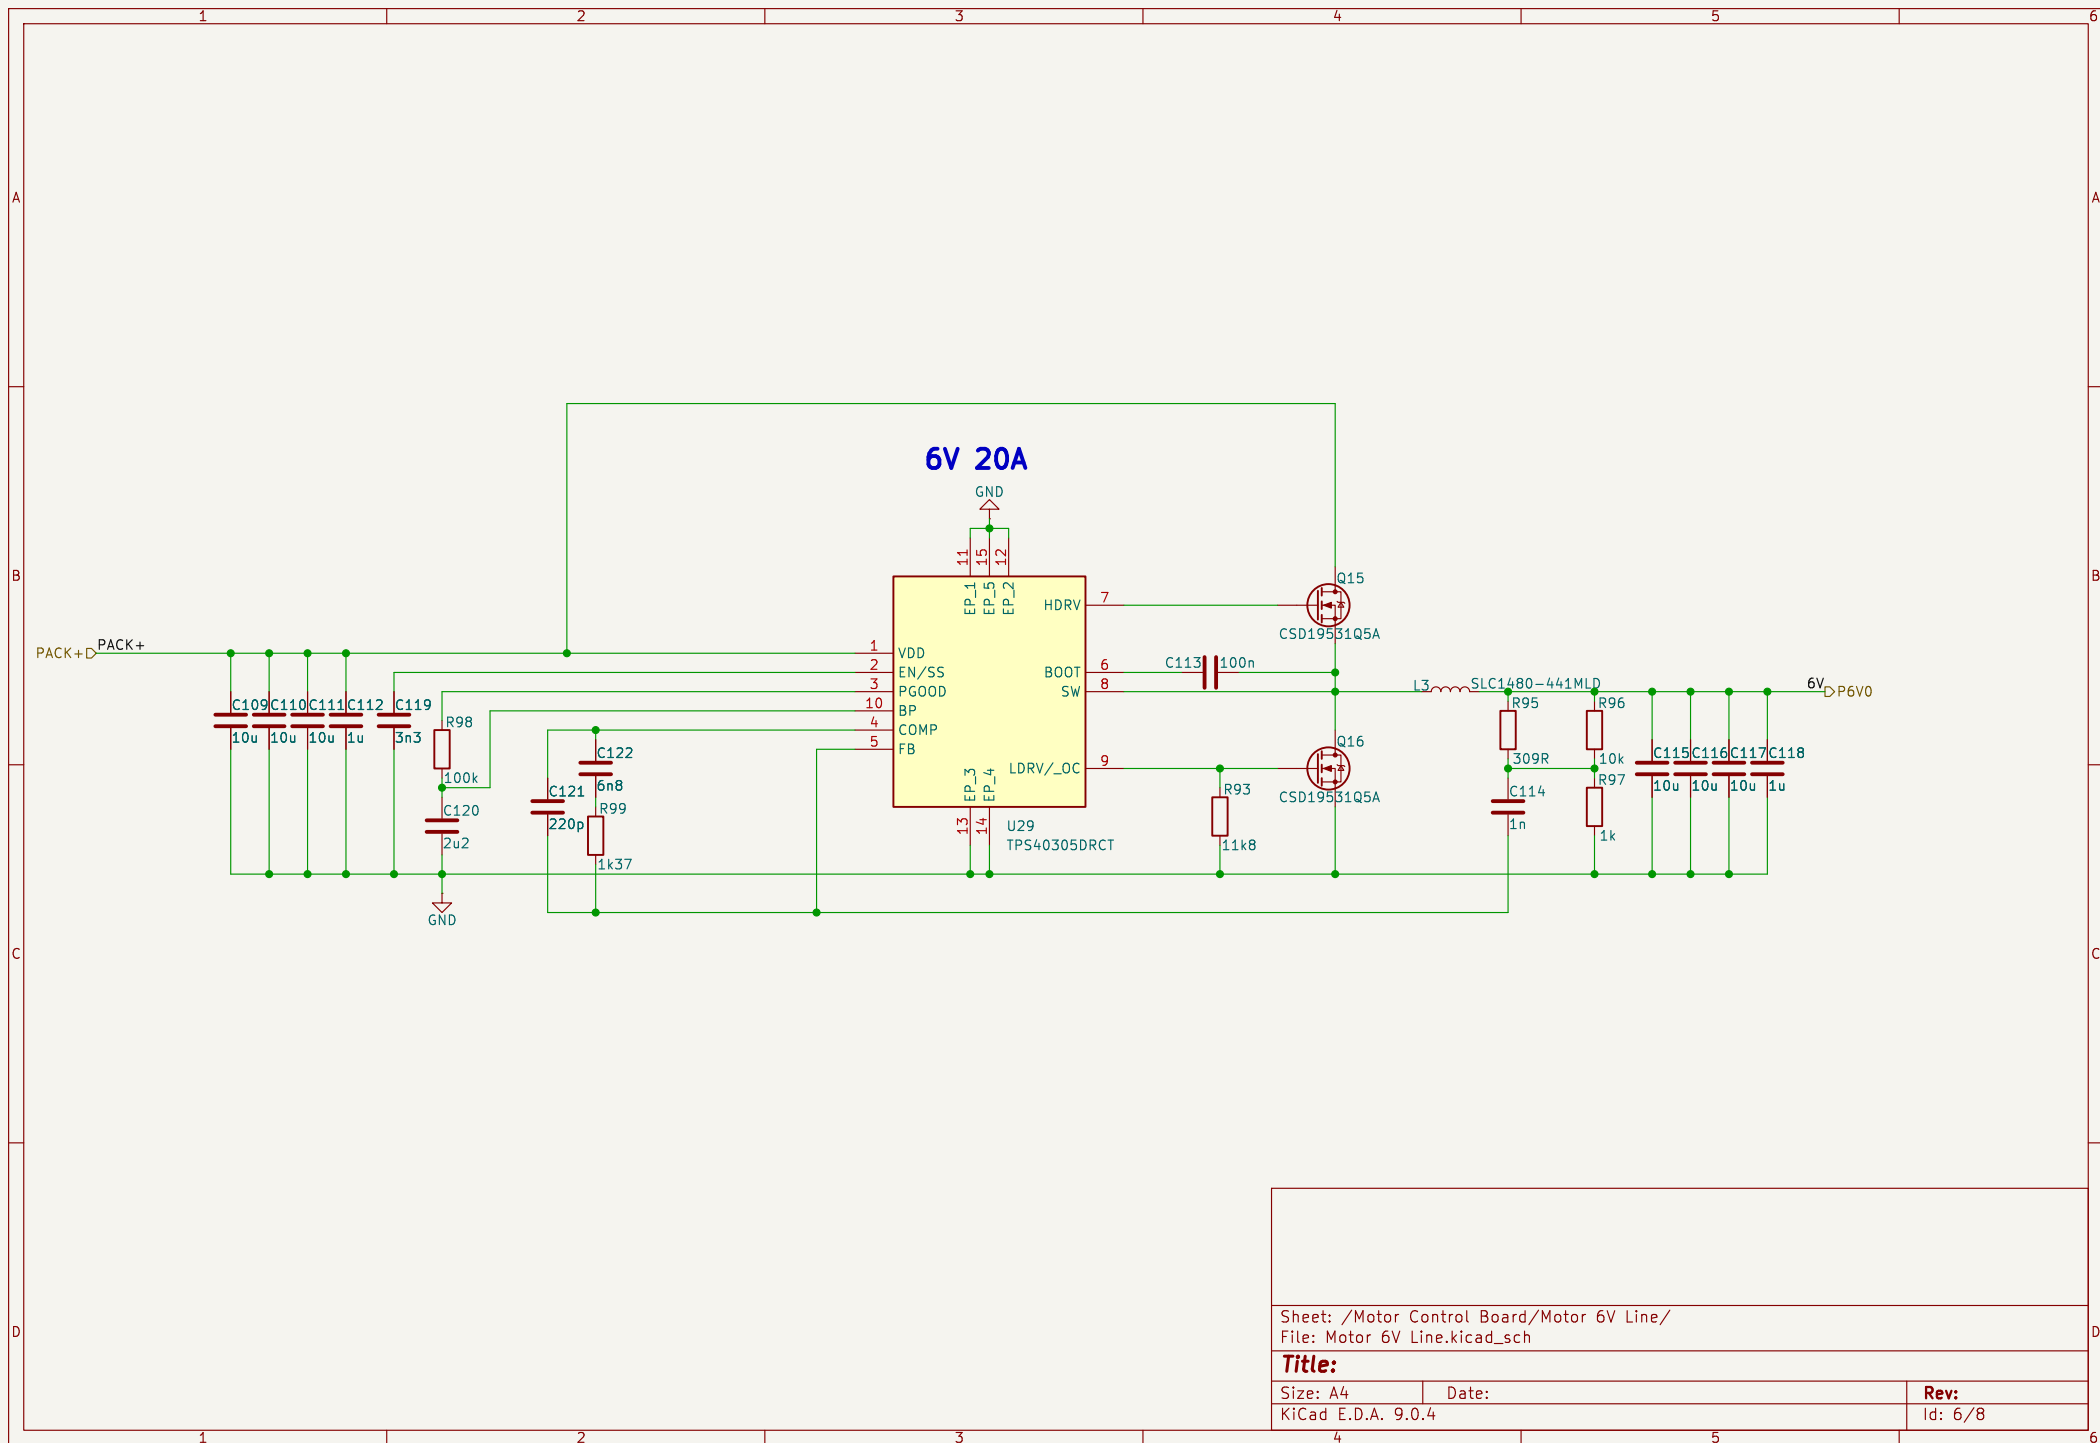 1 2 3 4 5 6
A A
6V 20A
GND
11 15 12
B B
EP_1 EP_5 EP_2
Q15
CSD19531Q5A
7 HDRV
PACK+ PACK+
1 VDD
2 EN/SS
3 PGOOD
10 BP
4 COMP
5 FB
6 BOOT
8 SW
9 LDRV/_OC
C113 100n
L3 SLC1480-441MLD
6V P6V0
C109 C110 C111 C112 C119
10u 10u 10u 1u 3n3
R98
100k
C120
2u2
C121
220p
C122
6n8
R99
1k37
EP_3 EP_4
13 14
U29
TPS40305DRCT
Q16
CSD19531Q5A
R93
11k8
R95
309R
R96
10k
R97
1k
C114
1n
C115 C116 C117 C118
10u 10u 10u 1u
GND
C C
D D
Sheet: /Motor Control Board/Motor 6V Line/
File: Motor 6V Line.kicad_sch
Title:
Size: A4 Date: Rev:
KiCad E.D.A. 9.0.4 Id: 6/8
1 2 3 4 5 6